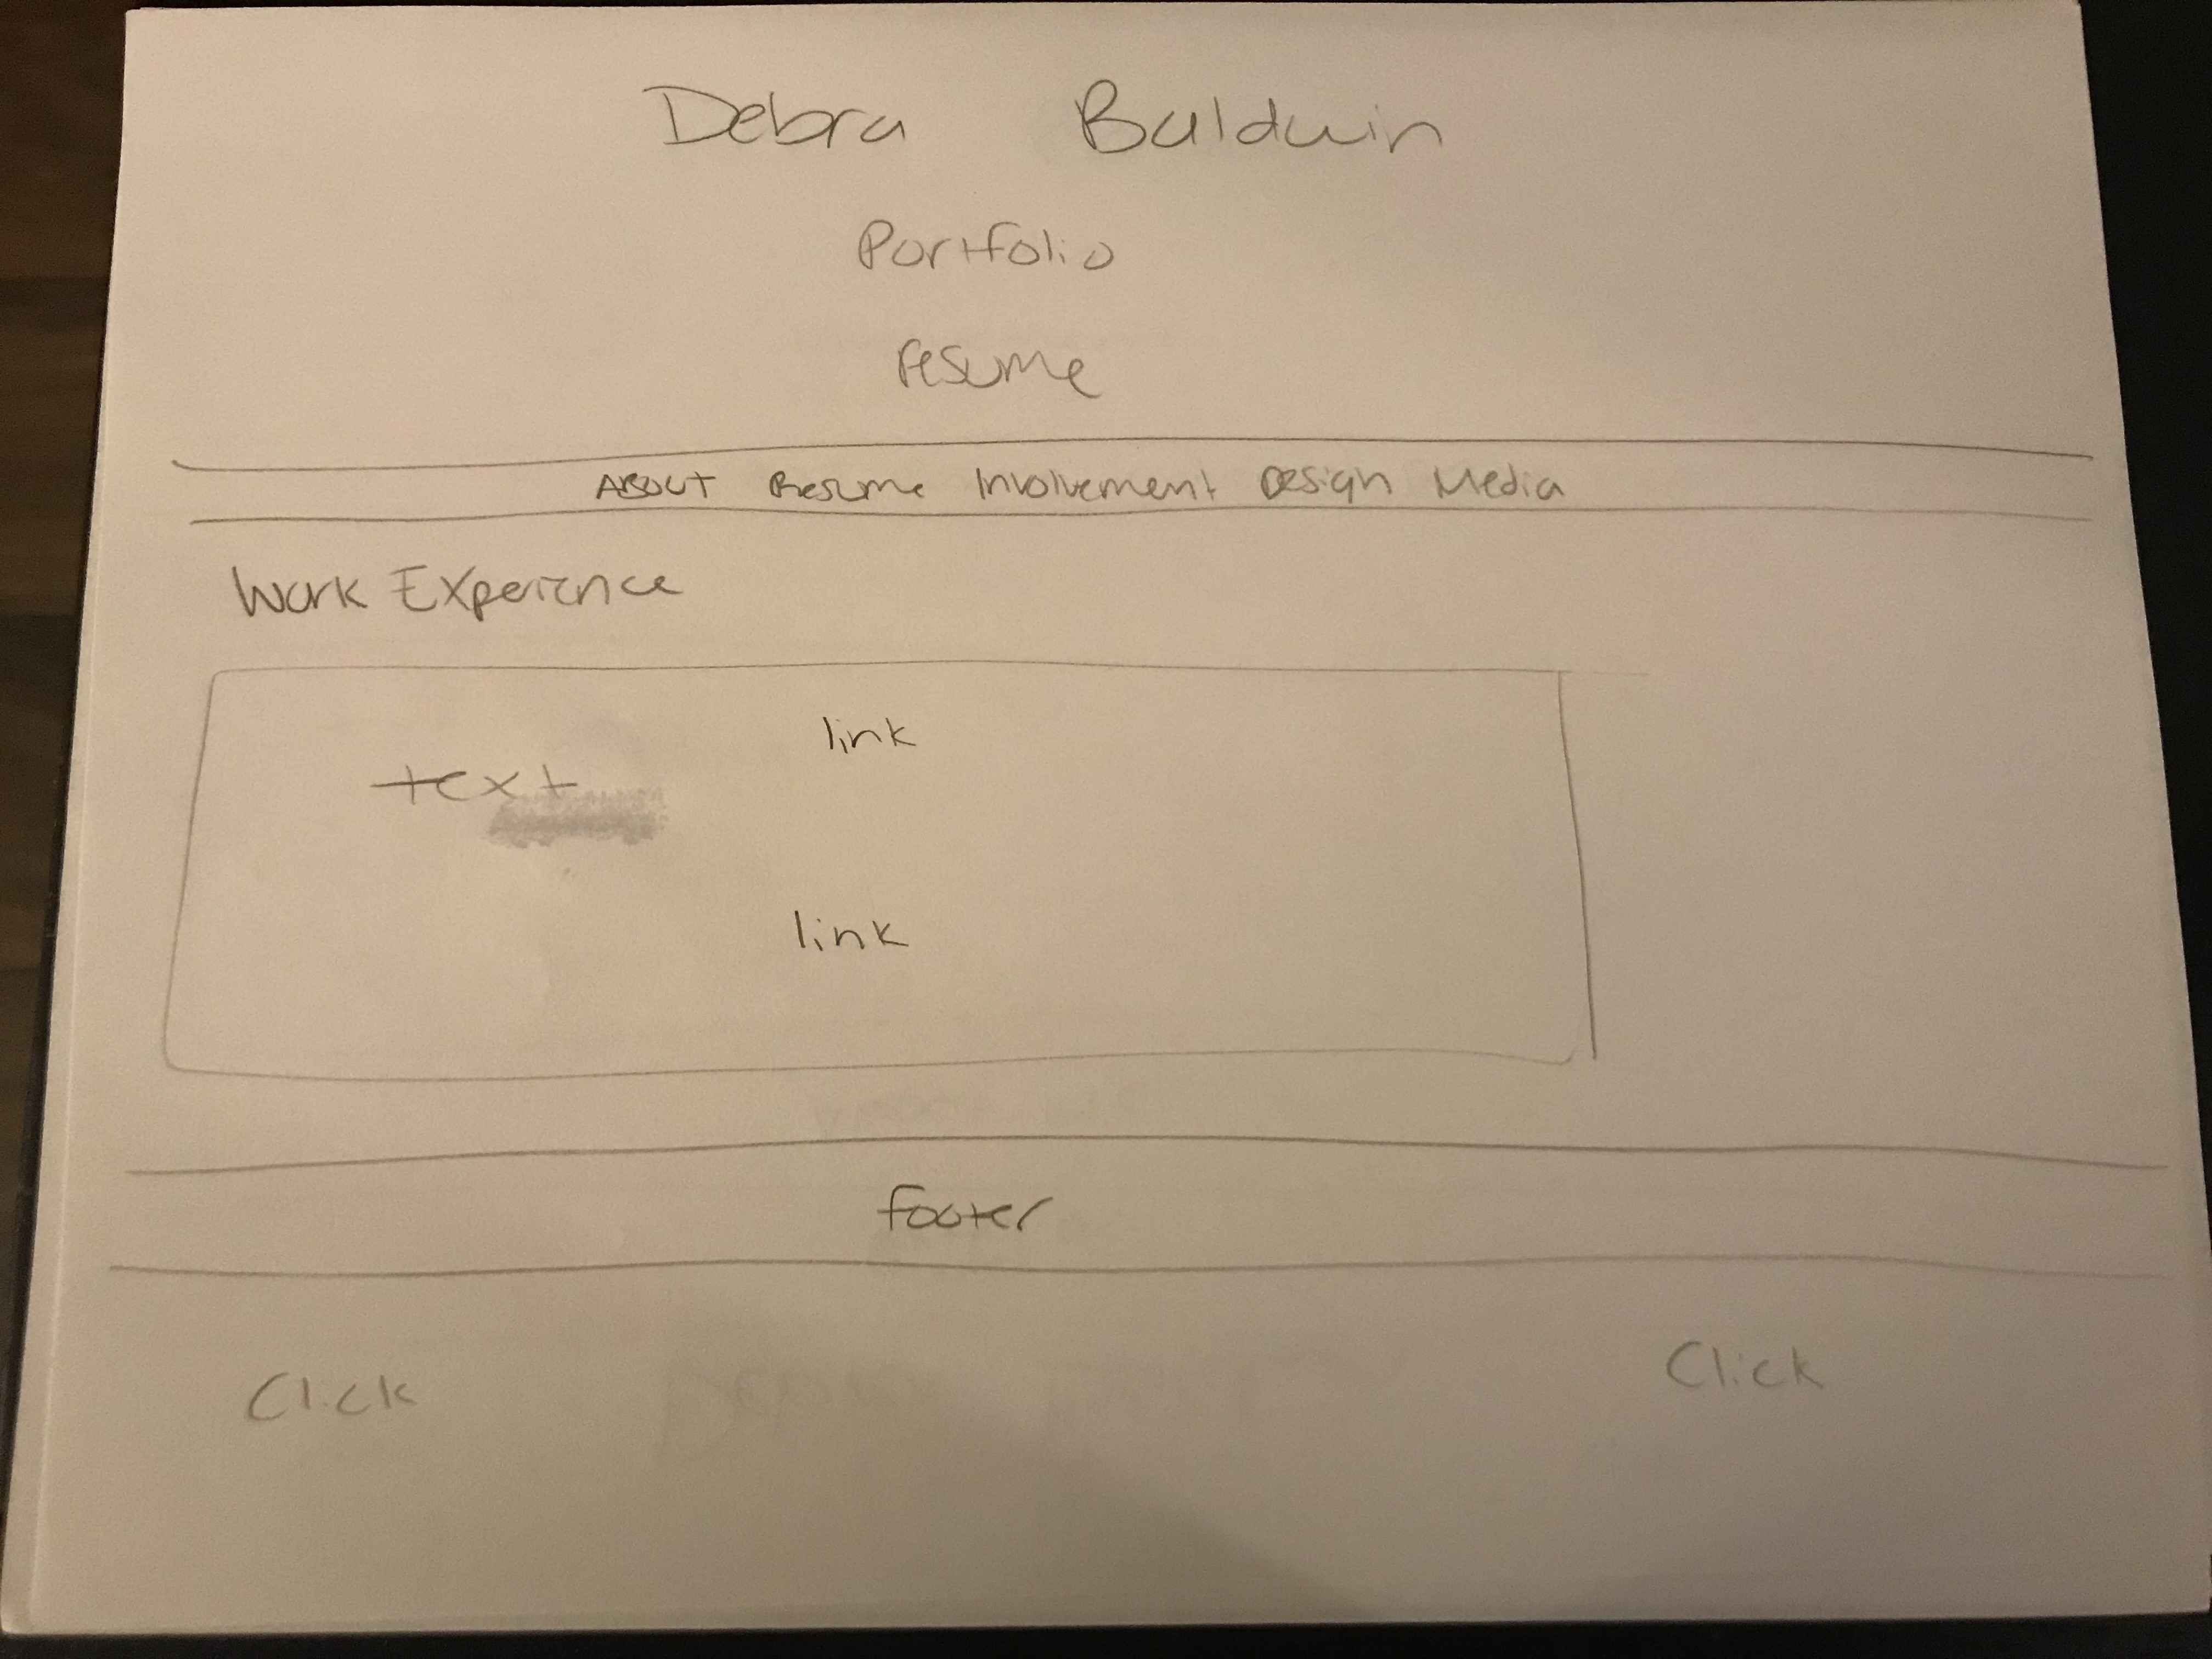 Debra Baldwin
Portfolio
Resume
About Resume Involvement Design Media
Work Experience
link
text
link
footer
Click Click